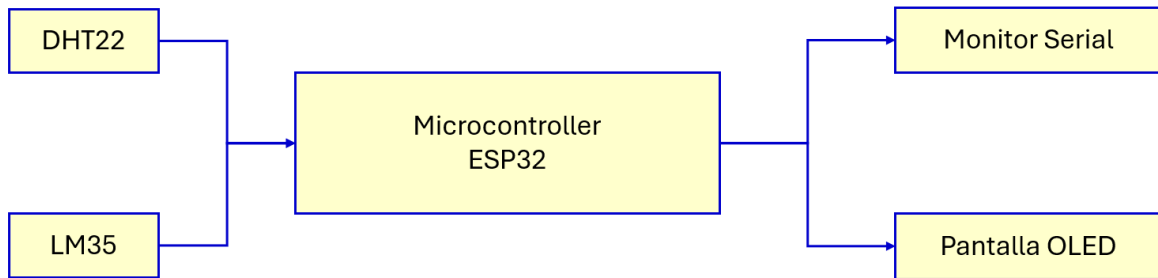 DHT22
Monitor Serial
Microcontroller
ESP32
LM35
Pantalla OLED